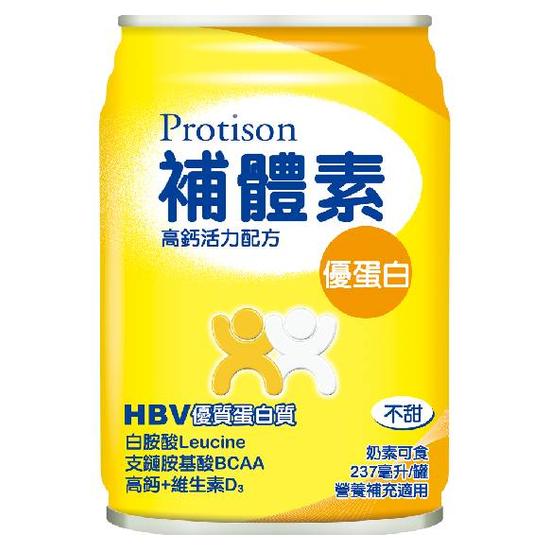 Protison
補體素
高鈣活力配方
優蛋白
HBV優質蛋白質
白胺酸Leucine
支鏈胺基酸BCAA
高鈣+維生素D₃
不甜
奶素可食
237毫升/罐
營養補充適用